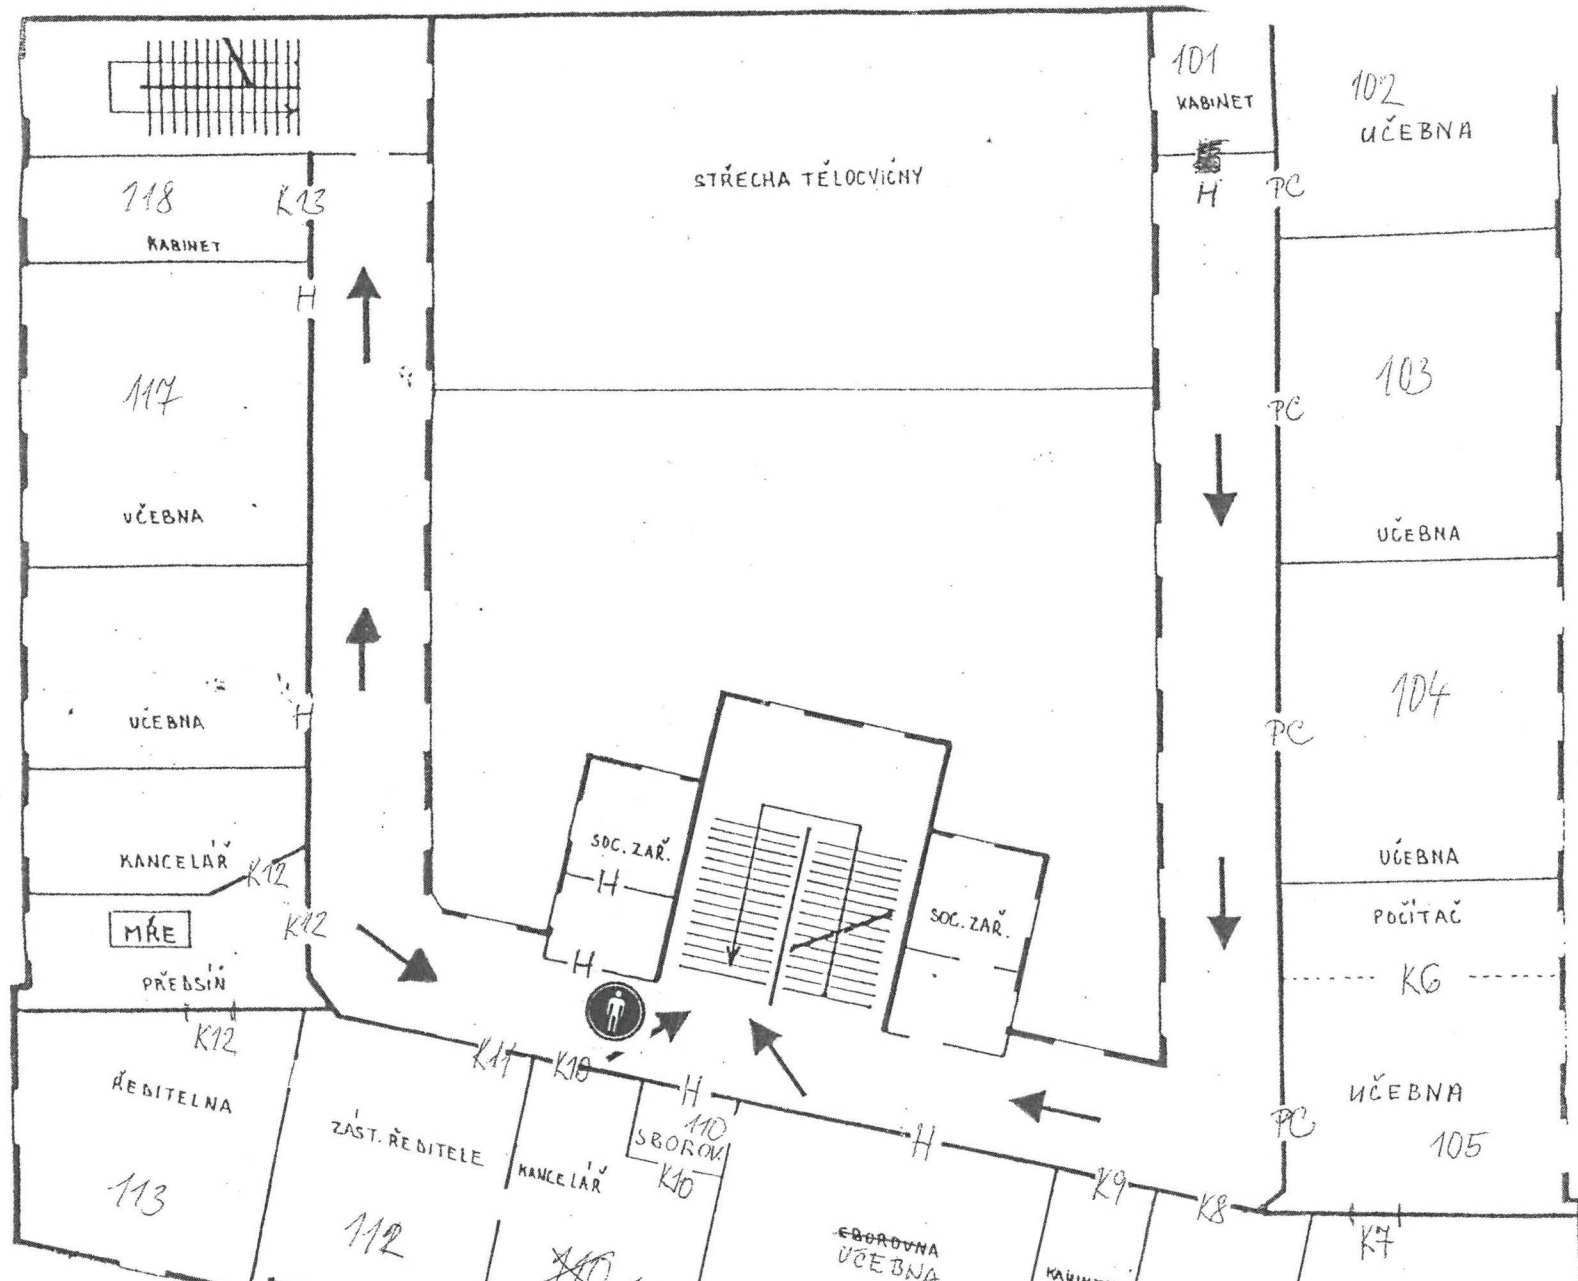 101
KABINET
102
UČEBNA
STŘECHA TĚLOCVIČNY
118
K13
KABINET
H
PC
H
117
103
PC
UČEBNA
UČEBNA
104
UČEBNA
H
PC
SOC. ZAŘ.
KANCELÁŘ
K12
H
UČEBNA
SOC. ZAŘ.
POČÍTAČ
MŘE
K12
H
PŘEDSÍŇ
K6
K12
K11
K10
H
ŘEDITELNA
UČEBNA
110
SBOROV.
ZÁST. ŘEDITELE
H
PC
105
KANCELÁŘ
K10
K9
K8
113
112
K7
SBOROVNA
UČEBNA